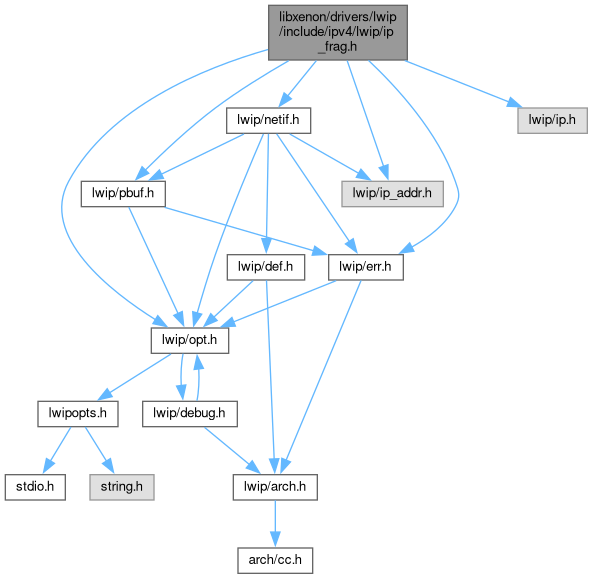 libxenon/drivers/lwip
/include/ipv4/lwip/ip
_frag.h
lwip/netif.h
lwip/ip.h
lwip/pbuf.h
lwip/ip_addr.h
lwip/def.h
lwip/err.h
lwip/opt.h
lwipopts.h
lwip/debug.h
stdio.h
string.h
lwip/arch.h
arch/cc.h